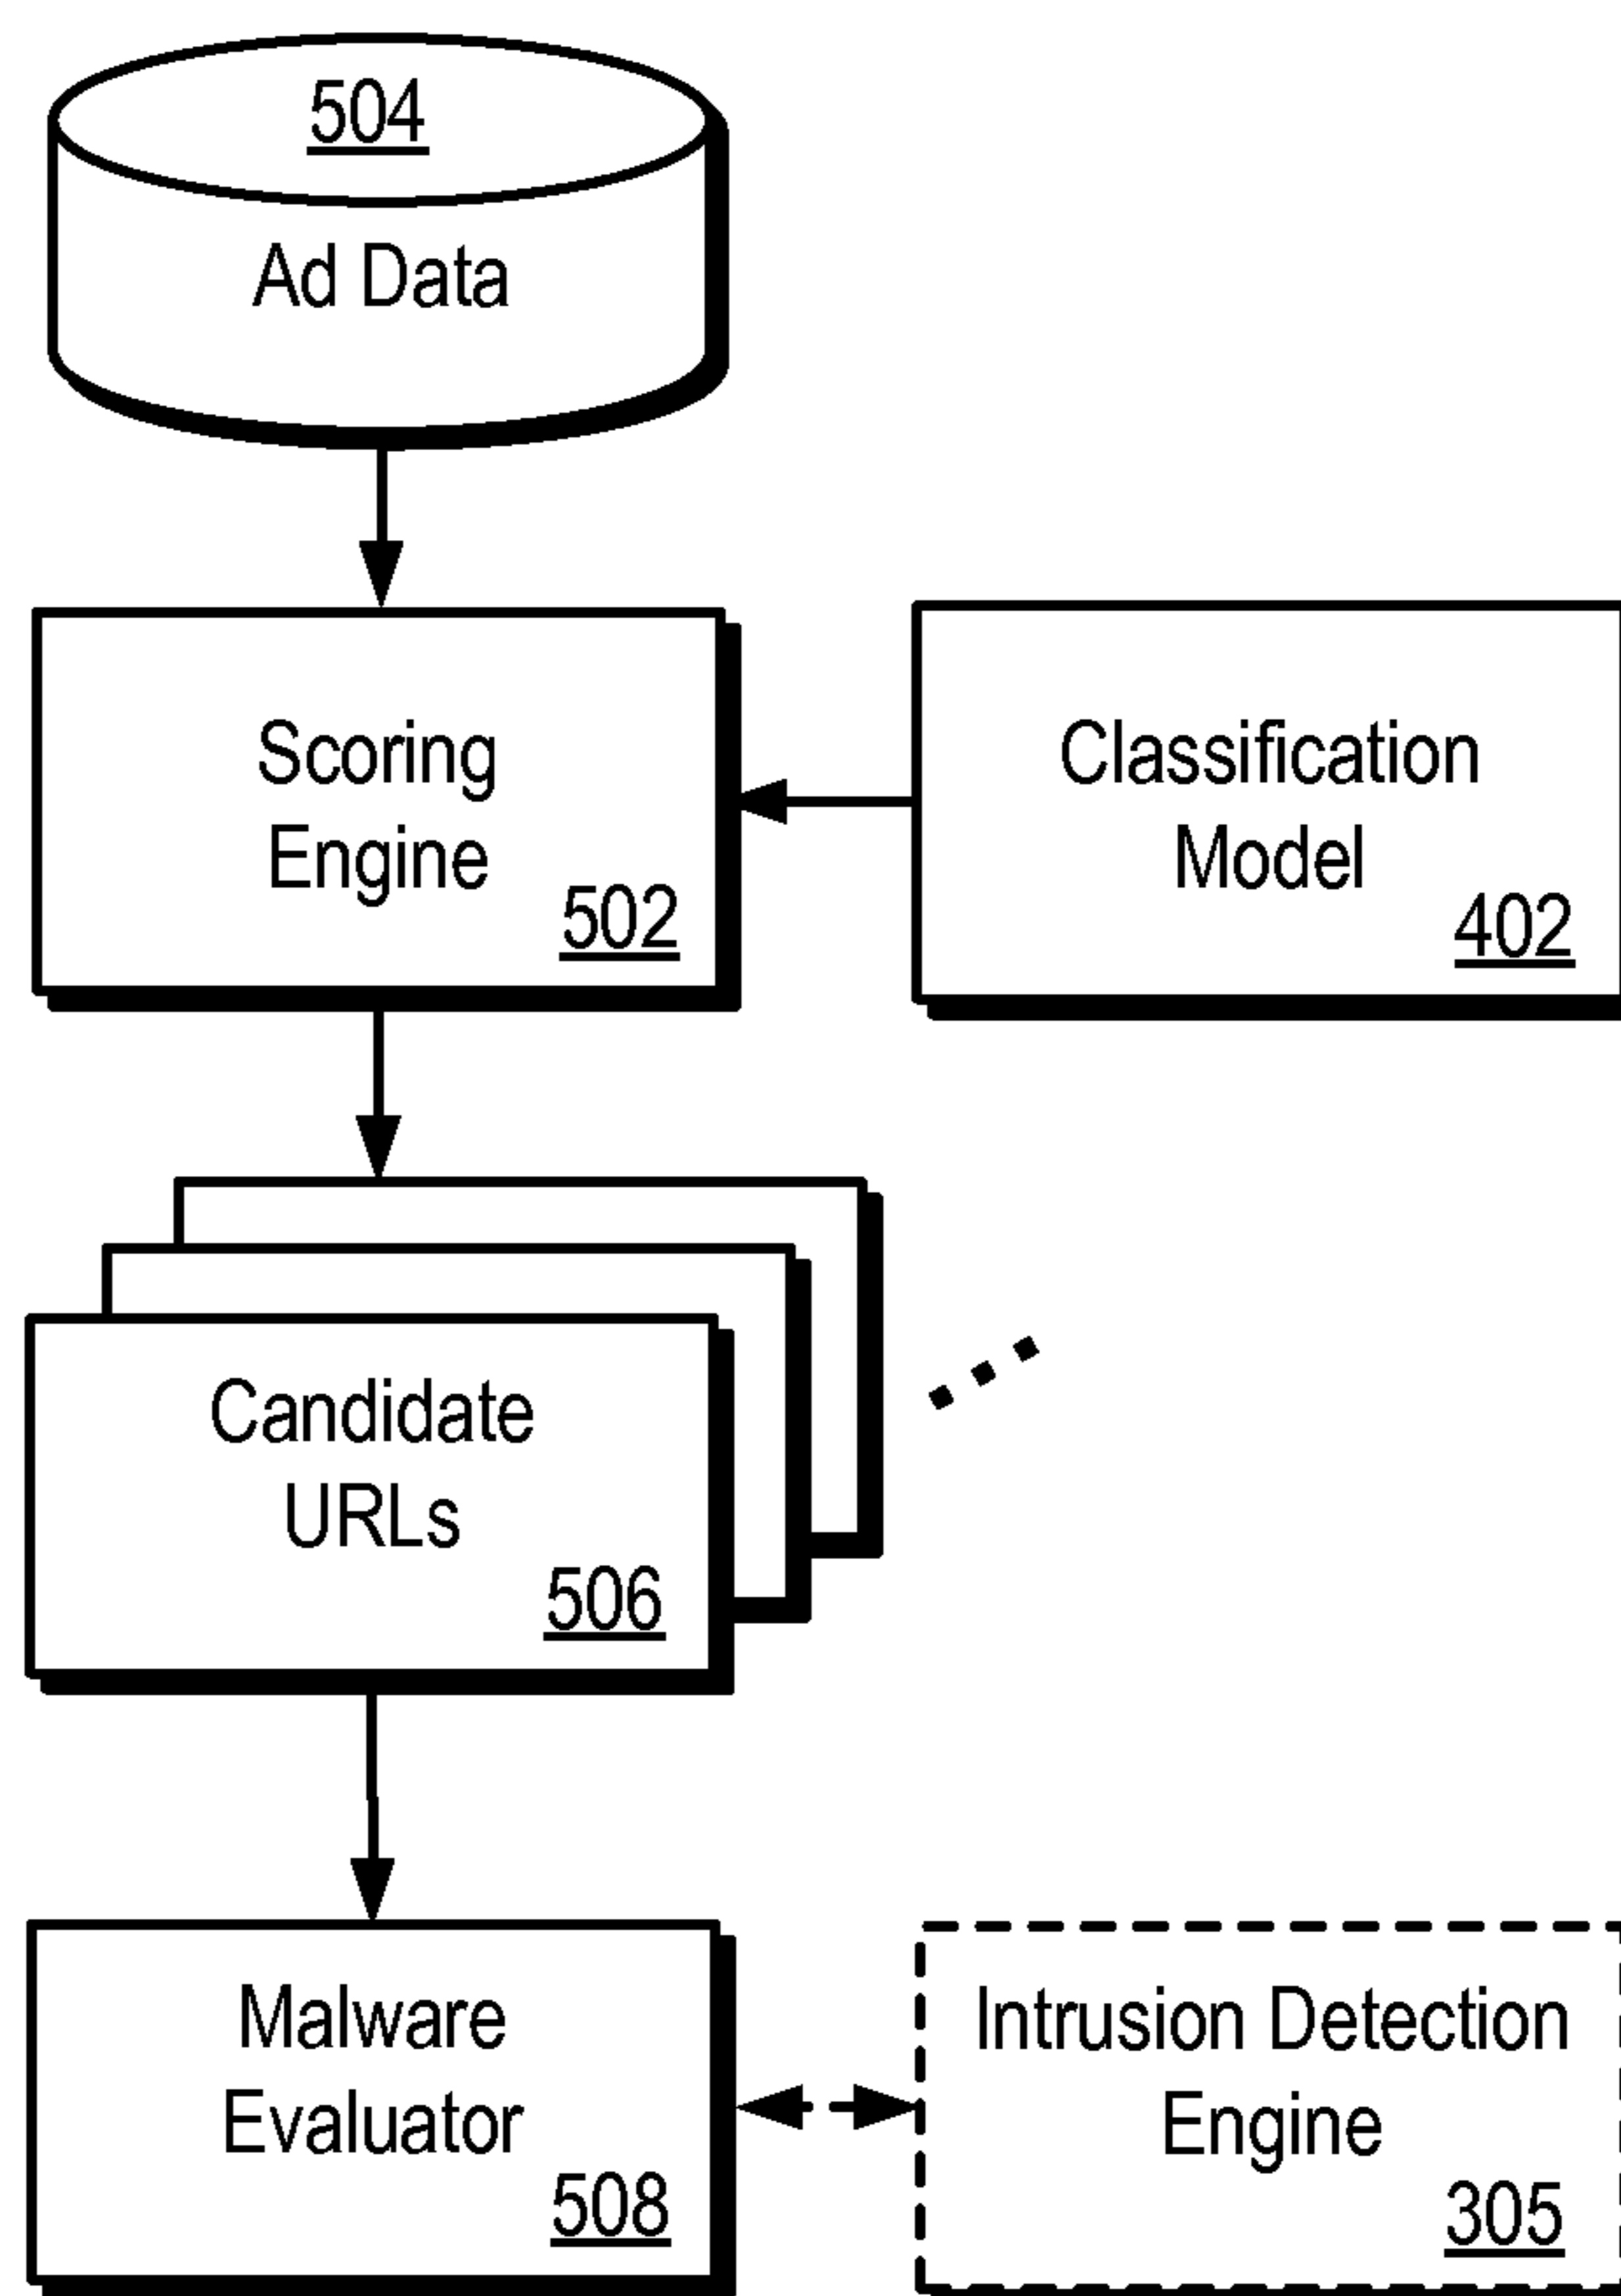 504
Ad Data
Scoring
Engine
502
Classification
Model
402
Candidate
URLs
506
Malware
Evaluator
508
Intrusion Detection
Engine
305